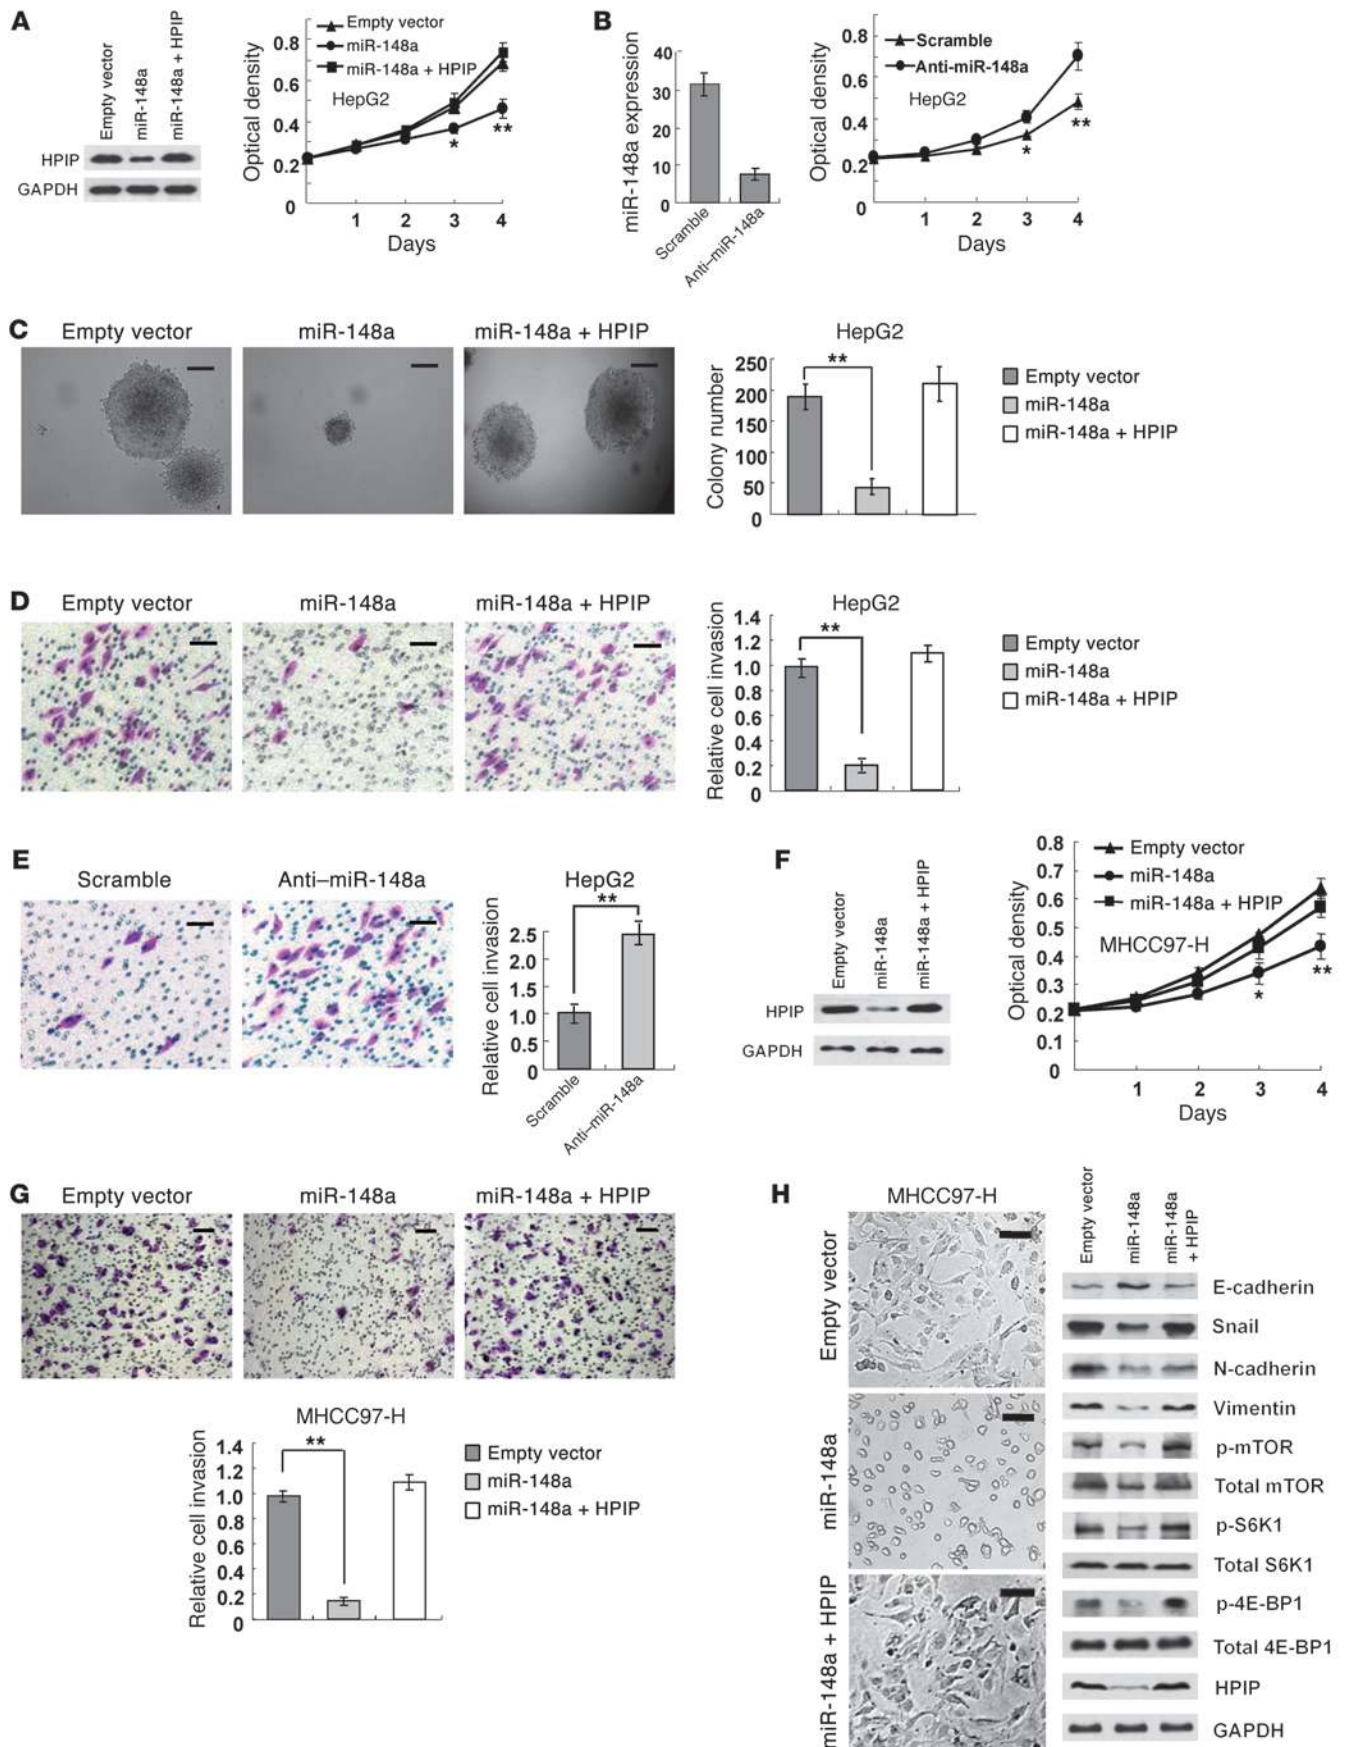 A
Empty vector
miR-148a
miR-148a + HPIP
HPIP
GAPDH
Optical density
0.8
0.6
0.4
0.2
0
Empty vector
miR-148a
miR-148a + HPIP
HepG2
*
**
1 2 3 4
Days
B
miR-148a expression
40
30
20
10
0
Scramble
Anti–miR-148a
Optical density
0.8
0.6
0.4
0.2
0
Scramble
Anti-miR-148a
HepG2
*
**
1 2 3 4
Days
C
Empty vector
miR-148a
miR-148a + HPIP
HepG2
Colony number
250
200
150
100
50
0
**
Empty vector
miR-148a
miR-148a + HPIP
D
Empty vector
miR-148a
miR-148a + HPIP
HepG2
Relative cell invasion
1.4
1.2
1.0
0.8
0.6
0.4
0.2
0
**
Empty vector
miR-148a
miR-148a + HPIP
E
Scramble
Anti–miR-148a
HepG2
**
Relative cell invasion
2.5
2.0
1.5
1.0
0.5
0
Scramble
Anti–miR-148a
F
Empty vector
miR-148a
miR-148a + HPIP
HPIP
GAPDH
Optical density
0.8
0.7
0.6
0.5
0.4
0.3
0.2
0.1
0
Empty vector
miR-148a
miR-148a + HPIP
MHCC97-H
*
**
1 2 3 4
Days
G
Empty vector
miR-148a
miR-148a + HPIP
MHCC97-H
Relative cell invasion
1.4
1.2
1.0
0.8
0.6
0.4
0.2
0
**
Empty vector
miR-148a
miR-148a + HPIP
H
MHCC97-H
Empty vector
miR-148a
miR-148a + HPIP
Empty vector
miR-148a
miR-148a
+ HPIP
E-cadherin
Snail
N-cadherin
Vimentin
p-mTOR
Total mTOR
p-S6K1
Total S6K1
p-4E-BP1
Total 4E-BP1
HPIP
GAPDH